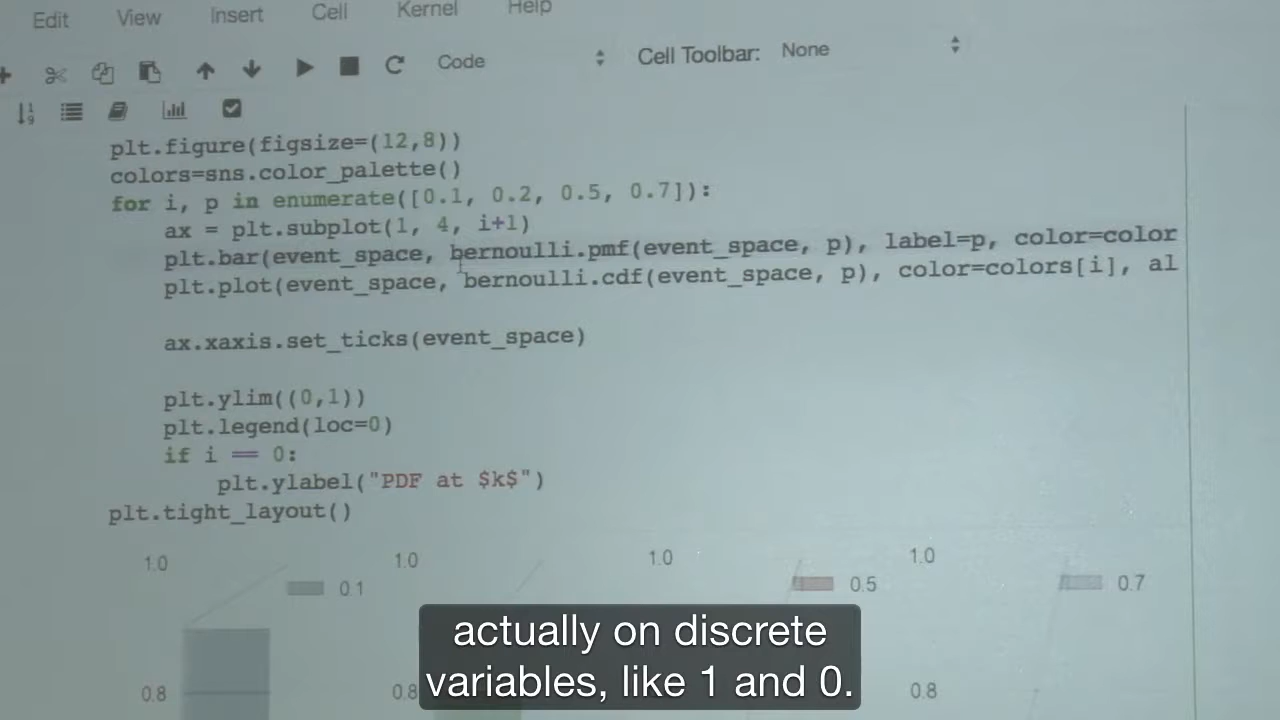 Edit View Insert Cell Kernel Help
Code Cell Toolbar: None
plt.figure(figsize=(12,8))
colors=sns.color_palette()
for i, p in enumerate([0.1, 0.2, 0.5, 0.7]):
    ax = plt.subplot(1, 4, i+1)
    plt.bar(event_space, bernoulli.pmf(event_space, p), label=p, color=color
    plt.plot(event_space, bernoulli.cdf(event_space, p), color=colors[i], al
    ax.xaxis.set_ticks(event_space)
    plt.ylim((0,1))
    plt.legend(loc=0)
    if i == 0:
        plt.ylabel("PDF at $k$")
plt.tight_layout()
1.0 1.0 1.0 1.0
0.1 0.5 0.7
0.8 0.8 0.8
actually on discrete
variables, like 1 and 0.